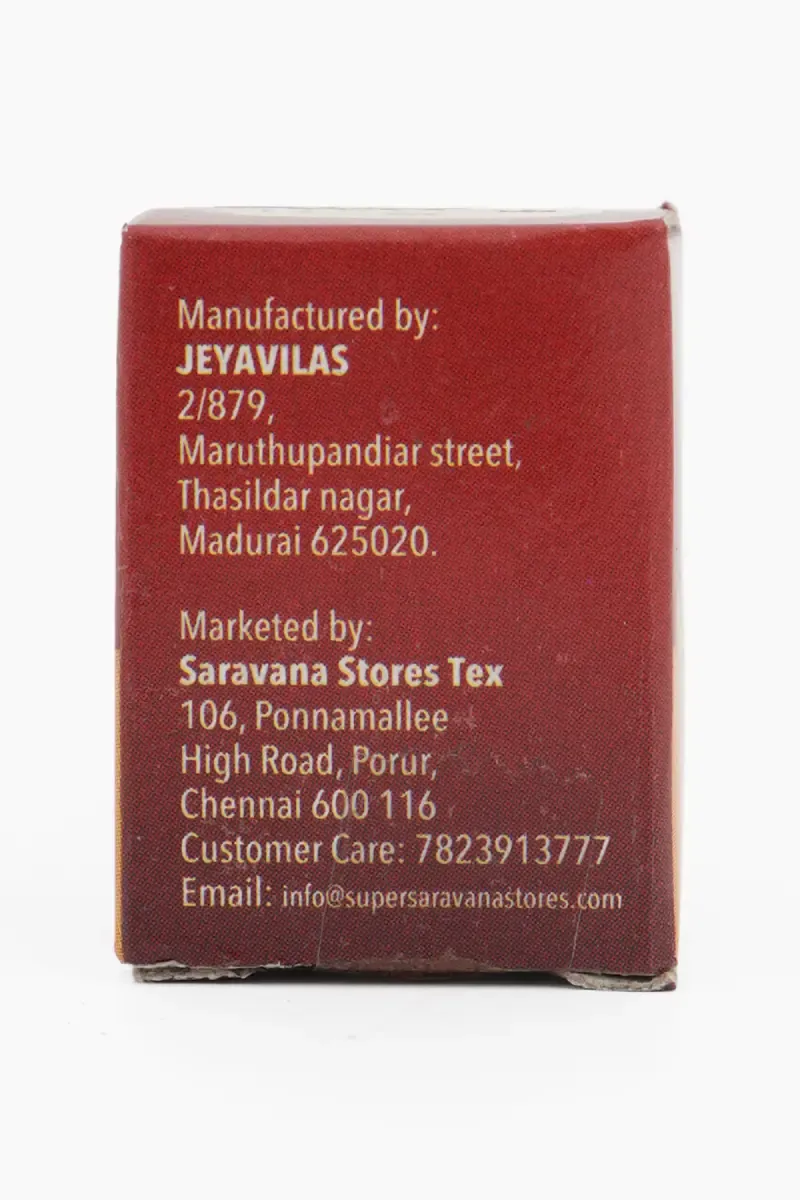 Manufactured by:
JEYAVILAS
2/879,
Maruthupandiar street,
Thasildar nagar,
Madurai 625020.
Marketed by:
Saravana Stores Tex
106, Ponnamallee
High Road, Porur,
Chennai 600 116
Customer Care: 7823913777
Email: info@supersaravanastores.com